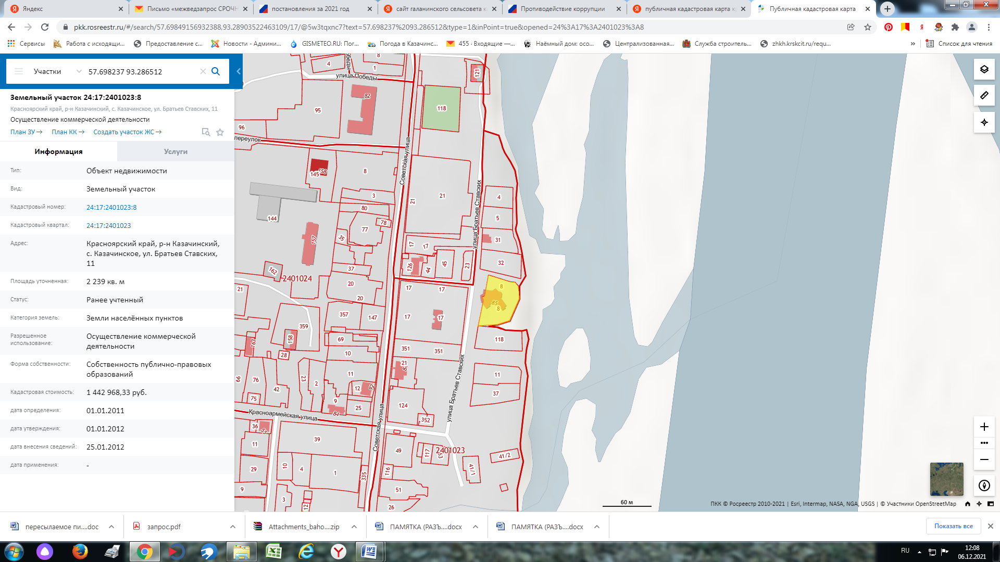 Яндекс
Письмо «межведзапрос СРОЧН
постановления за 2021 год
сайт галанинского сельсовета ка
Противодействие коррупции
публичная кадастровая карта кр
Публичная кадастровая карта
pkk.rosreestr.ru/#/search/57.69849156932388,93.28903522463109/17/@5w3tqxnc7?text=57.698237%2093.286512&type=1&inPoint=true&opened=24%3A17%3A2401023%3A8
Сервисы
Работа с исходящи...
Предоставление с...
Новости - Админи...
GISMETEO.RU: Пог...
Погода в Казачинс...
455 · Входящие —...
Наёмный дом: осо...
Централизованная...
Служба строитель...
zhkh.krskcit.ru/requ...
»
Список для чтения
Участки
57.698237 93.286512
Земельный участок 24:17:2401023:8
Красноярский край, р-н Казачинский, с. Казачинское, ул. Братьев Ставских, 11
Осуществление коммерческой деятельности
План ЗУ →
План КК →
Создать участок ЖС →
Информация
Услуги
Тип:
Объект недвижимости
Вид:
Земельный участок
Кадастровый номер:
24:17:2401023:8
Кадастровый квартал:
24:17:2401023
Адрес:
Красноярский край, р-н Казачинский,
с. Казачинское, ул. Братьев Ставских,
11
Площадь уточненная:
2 239 кв. м
Статус:
Ранее учтенный
Категория земель:
Земли населённых пунктов
Разрешенное
использование:
Осуществление коммерческой
деятельности
Форма собственности:
Собственность публично-правовых
образований
Кадастровая стоимость:
1 442 968,33 руб.
дата определения:
01.01.2011
дата утверждения:
01.01.2012
дата внесения сведений:
25.01.2012
дата применения:
-
8
4
1
121
улица Победы
82
95
118
96
переулок
Советская улица
145
358
8
21
21
3
80
4
144
77
78
5
улица Братьев Ставских
157
35
17
17
31
162
126
44
45
23
32
2401024
37
20
17
17
8
21
20
85
8
357
147
17
17
359
158
69
118
163
28
10
351
351
21
11
11
66
76
23
2
12
92
улица Братьев Ставских
42
37
75
9
25
124
84
Красноармейская улица
352
36
55
Советская улица
39
11
49
117
2401023
41/2
29
10
4
1
335
116
41/1
9
51
3
12
26
60 м
ПКК © Росреестр 2010-2021 | Esri, Intermap, NASA, NGA, USGS | © Участники OpenStreetMap
пересылаемое пи....doc
запрос.pdf
Attachments_baho....zip
ПАМЯТКА (РАЗЪ....docx
ПАМЯТКА (РАЗЪ....docx
Показать все
RU
12:08
06.12.2021